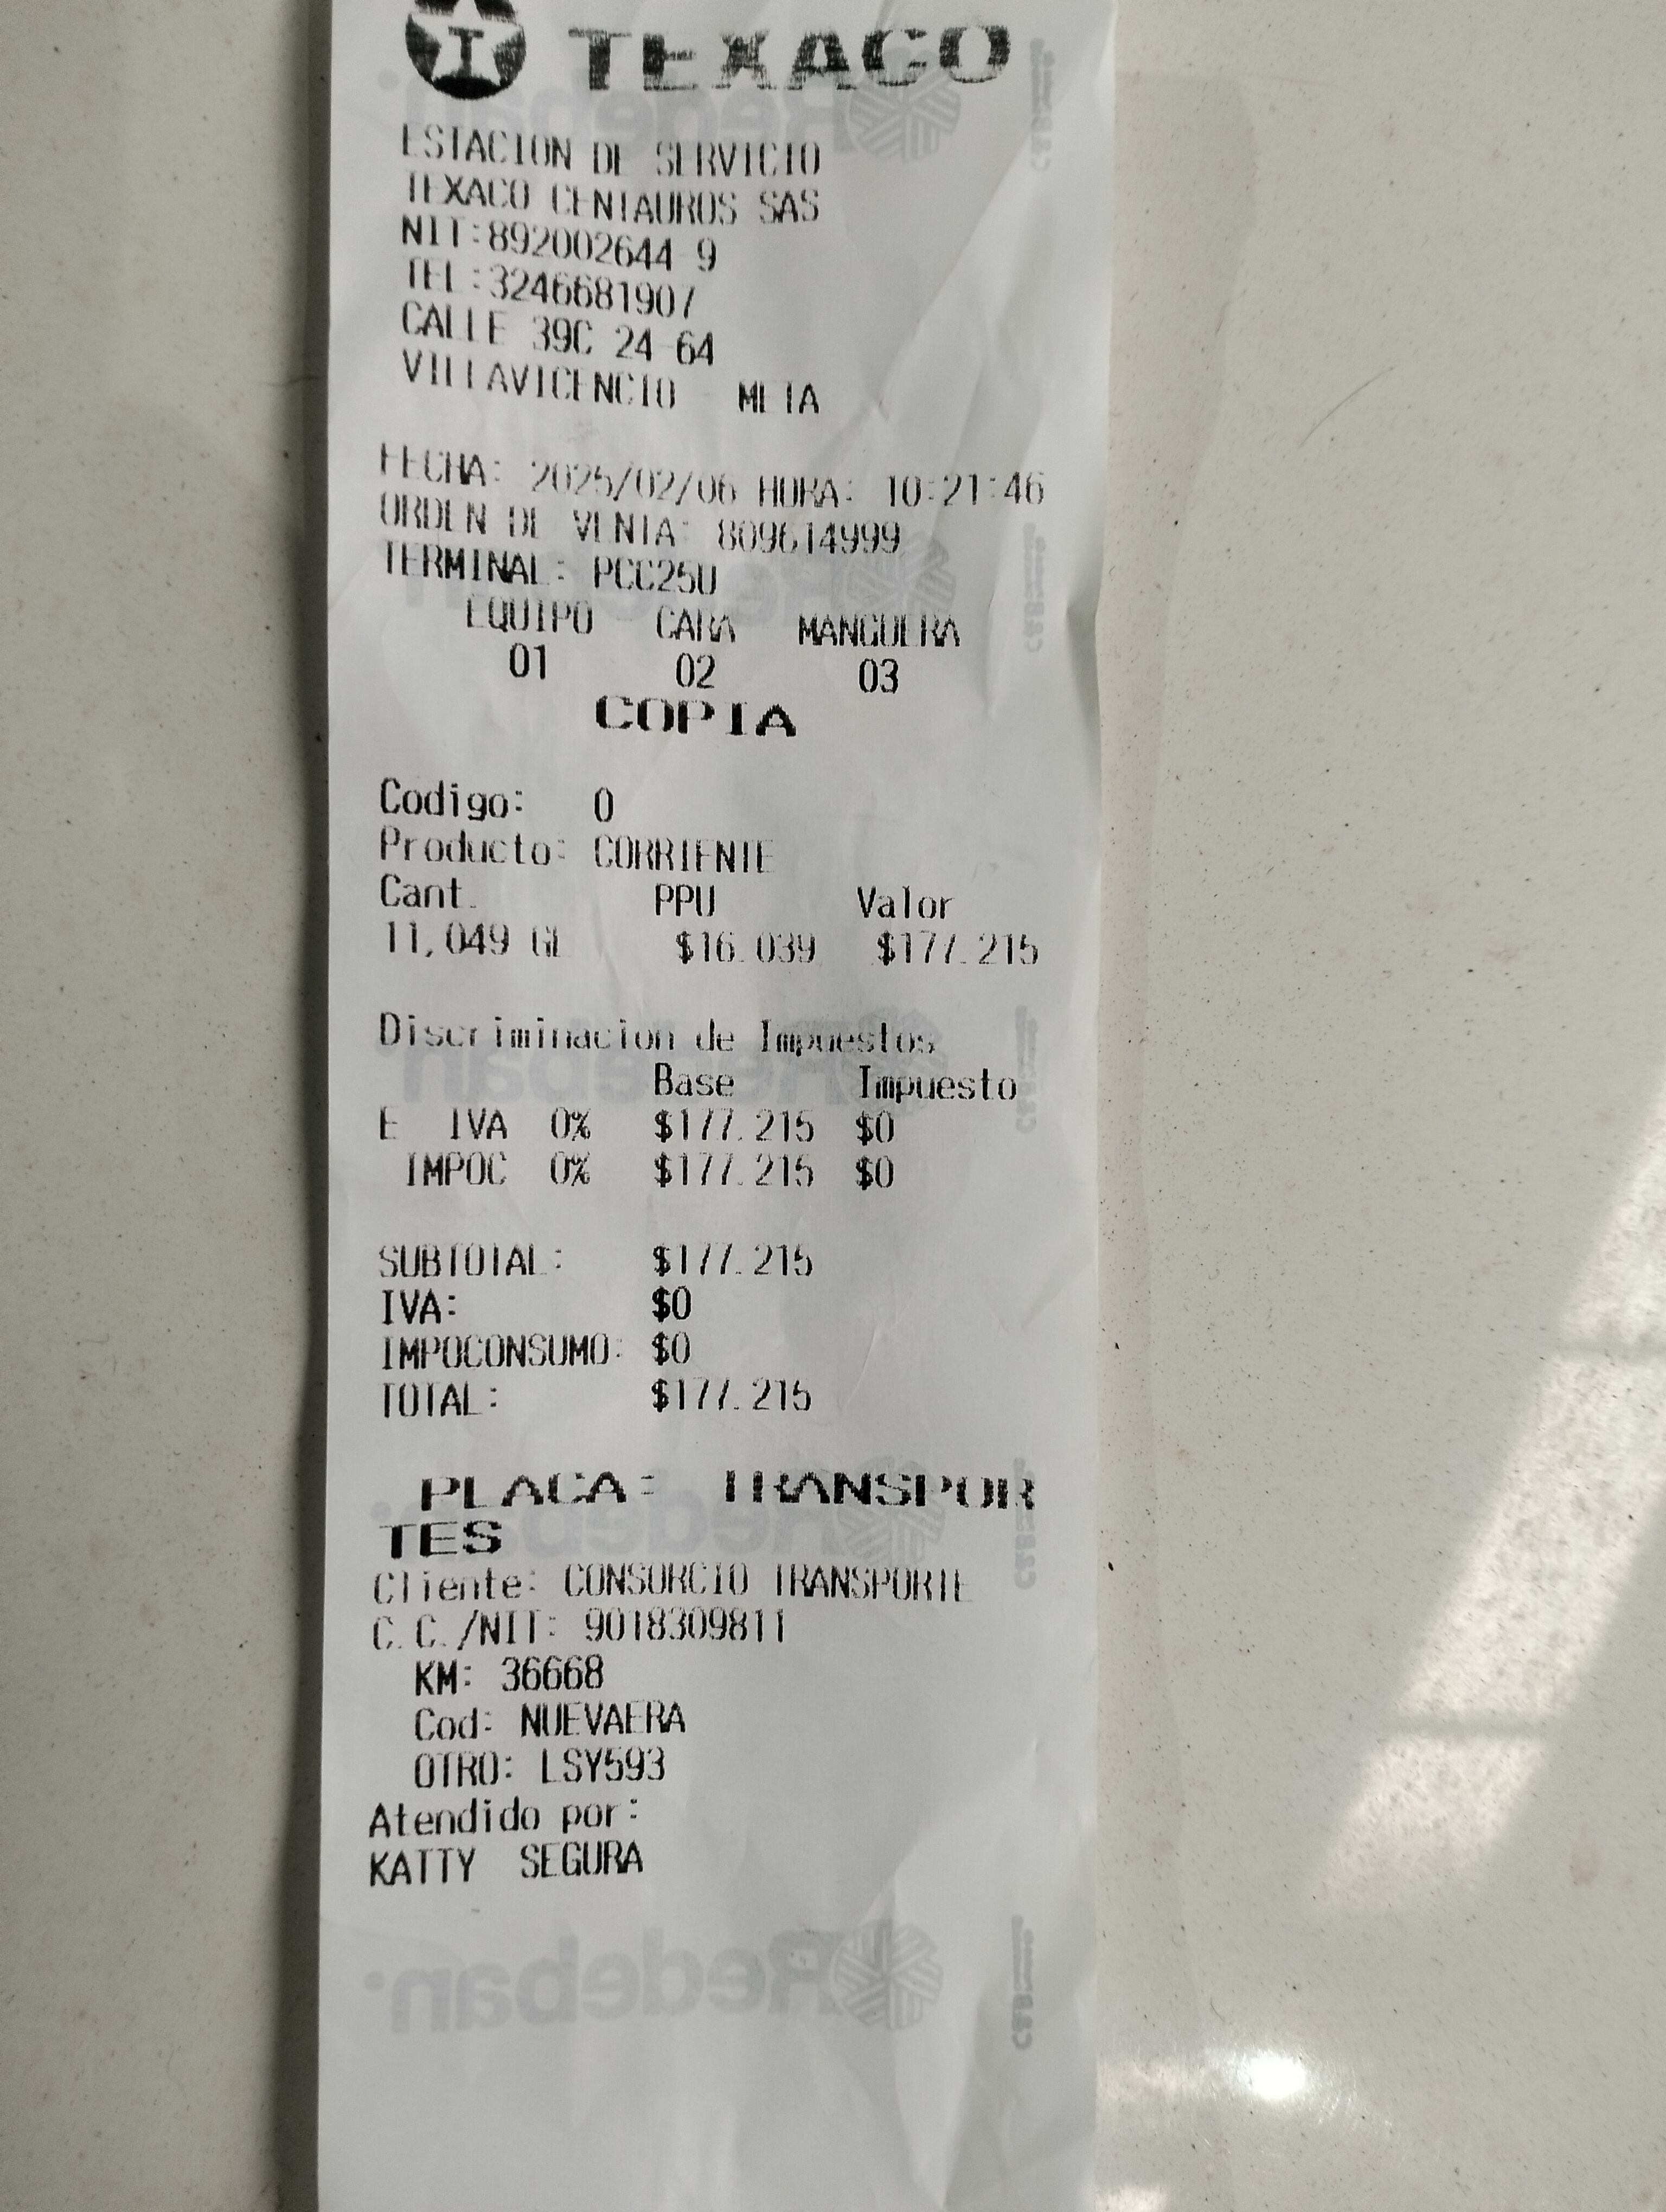 TEXACO
ESTACION DE SERVICIO
TEXACO CENTAUROS SAS
NIT:892002644 9
TEL:3246681907
CALLE 39C 24 64
VILLAVICENCIO META
FECHA: 2025/02/06 HORA: 10:21:46
ORDEN DE VENTA: 809614999
TERMINAL: PCC25U
EQUIPO CARA MANGUERA
01 02 03
COPIA
Codigo: 0
Producto: CORRIENTE
Cant. PPU Valor
11,049 GL $16.039 $177.215
Discriminacion de Impuestos
Base Impuesto
E IVA 0% $177.215 $0
IMPOC 0% $177.215 $0
SUBTOTAL: $177.215
IVA: $0
IMPOCONSUMO: $0
TOTAL: $177.215
PLACA: TRANSPOR
TES
Cliente: CONSORCIO TRANSPORTE
C.C./NIT: 9018309811
KM: 36668
Cod: NUEVAERA
OTRO: LSY593
Atendido por:
KATTY SEGURA
Redeban